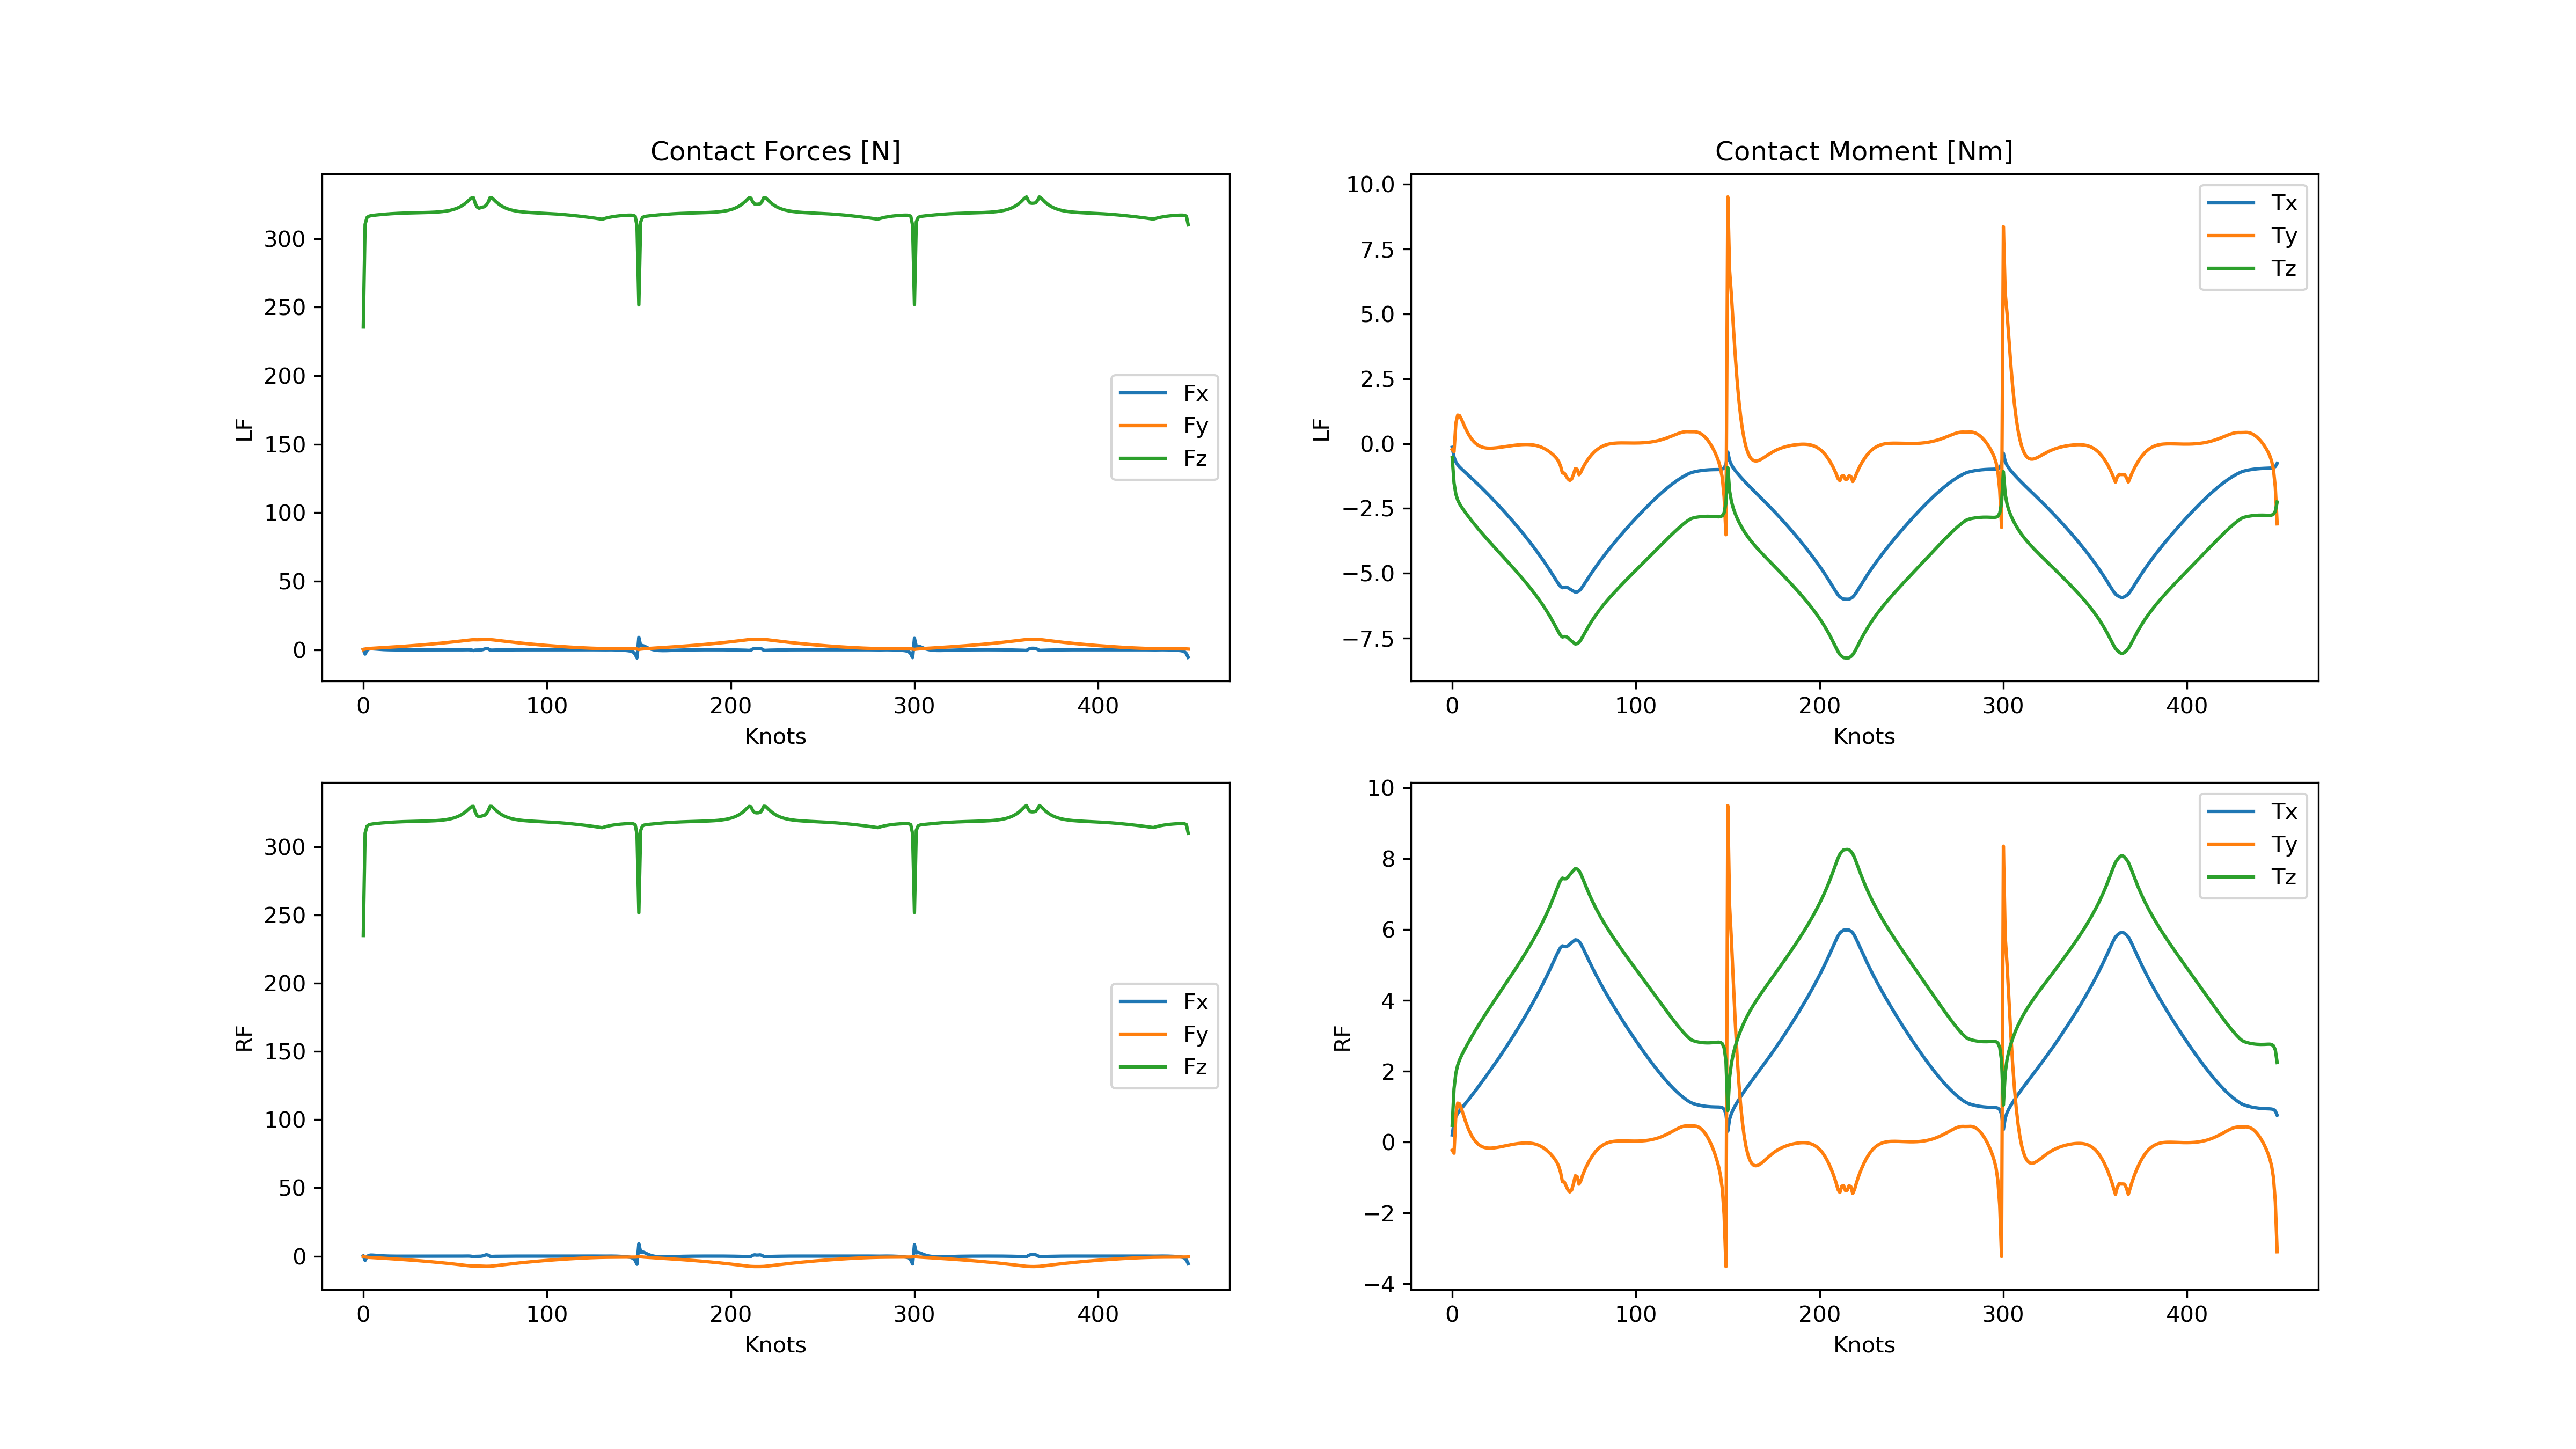 Contact Forces [N]
Contact Moment [Nm]
LF
300
250
200
150
100
50
0
0 100 200 300 400
Knots
Fx
Fy
Fz
LF
10.0
7.5
5.0
2.5
0.0
−2.5
−5.0
−7.5
0 100 200 300 400
Knots
Tx
Ty
Tz
RF
300
250
200
150
100
50
0
0 100 200 300 400
Knots
Fx
Fy
Fz
RF
10
8
6
4
2
0
−2
−4
0 100 200 300 400
Knots
Tx
Ty
Tz